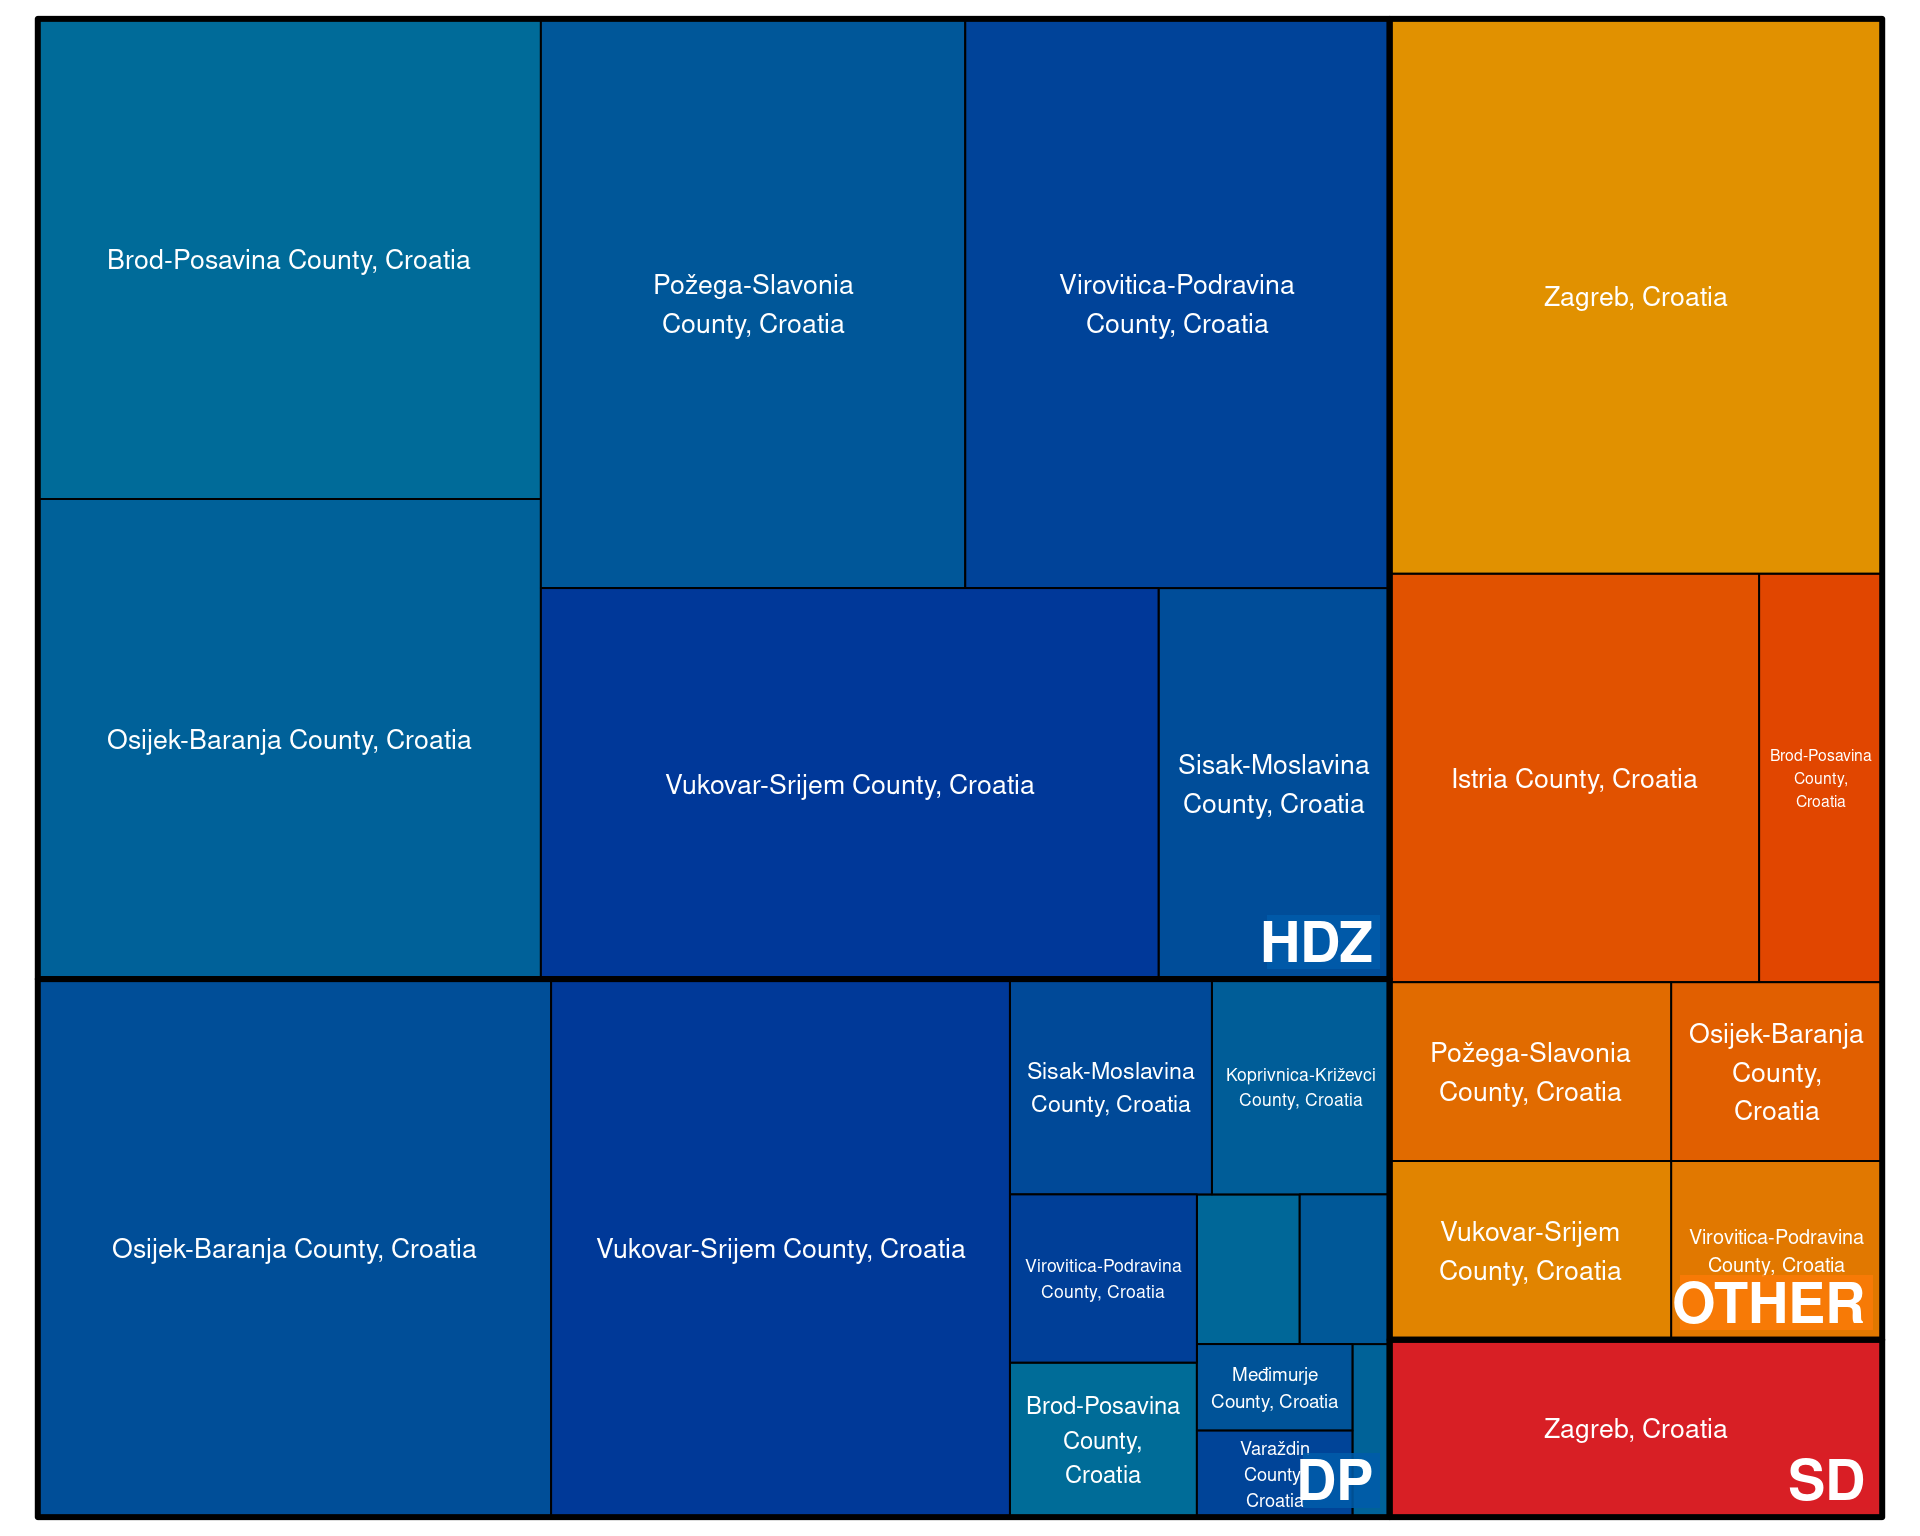 Brod-Posavina County, Croatia
Požega-Slavonia
County, Croatia
Virovitica-Podravina
County, Croatia
Osijek-Baranja County, Croatia
Vukovar-Srijem County, Croatia
Sisak-Moslavina
County, Croatia
HDZ
Zagreb, Croatia
Istria County, Croatia
Brod-Posavina
County,
Croatia
Požega-Slavonia
County, Croatia
Osijek-Baranja
County,
Croatia
Vukovar-Srijem
County, Croatia
Virovitica-Podravina
County, Croatia
OTHER
Osijek-Baranja County, Croatia
Vukovar-Srijem County, Croatia
Sisak-Moslavina
County, Croatia
Koprivnica-Križevci
County, Croatia
Virovitica-Podravina
County, Croatia
Brod-Posavina
County,
Croatia
Međimurje
County, Croatia
Varaždin
County,
Croatia
DP
Zagreb, Croatia
SD